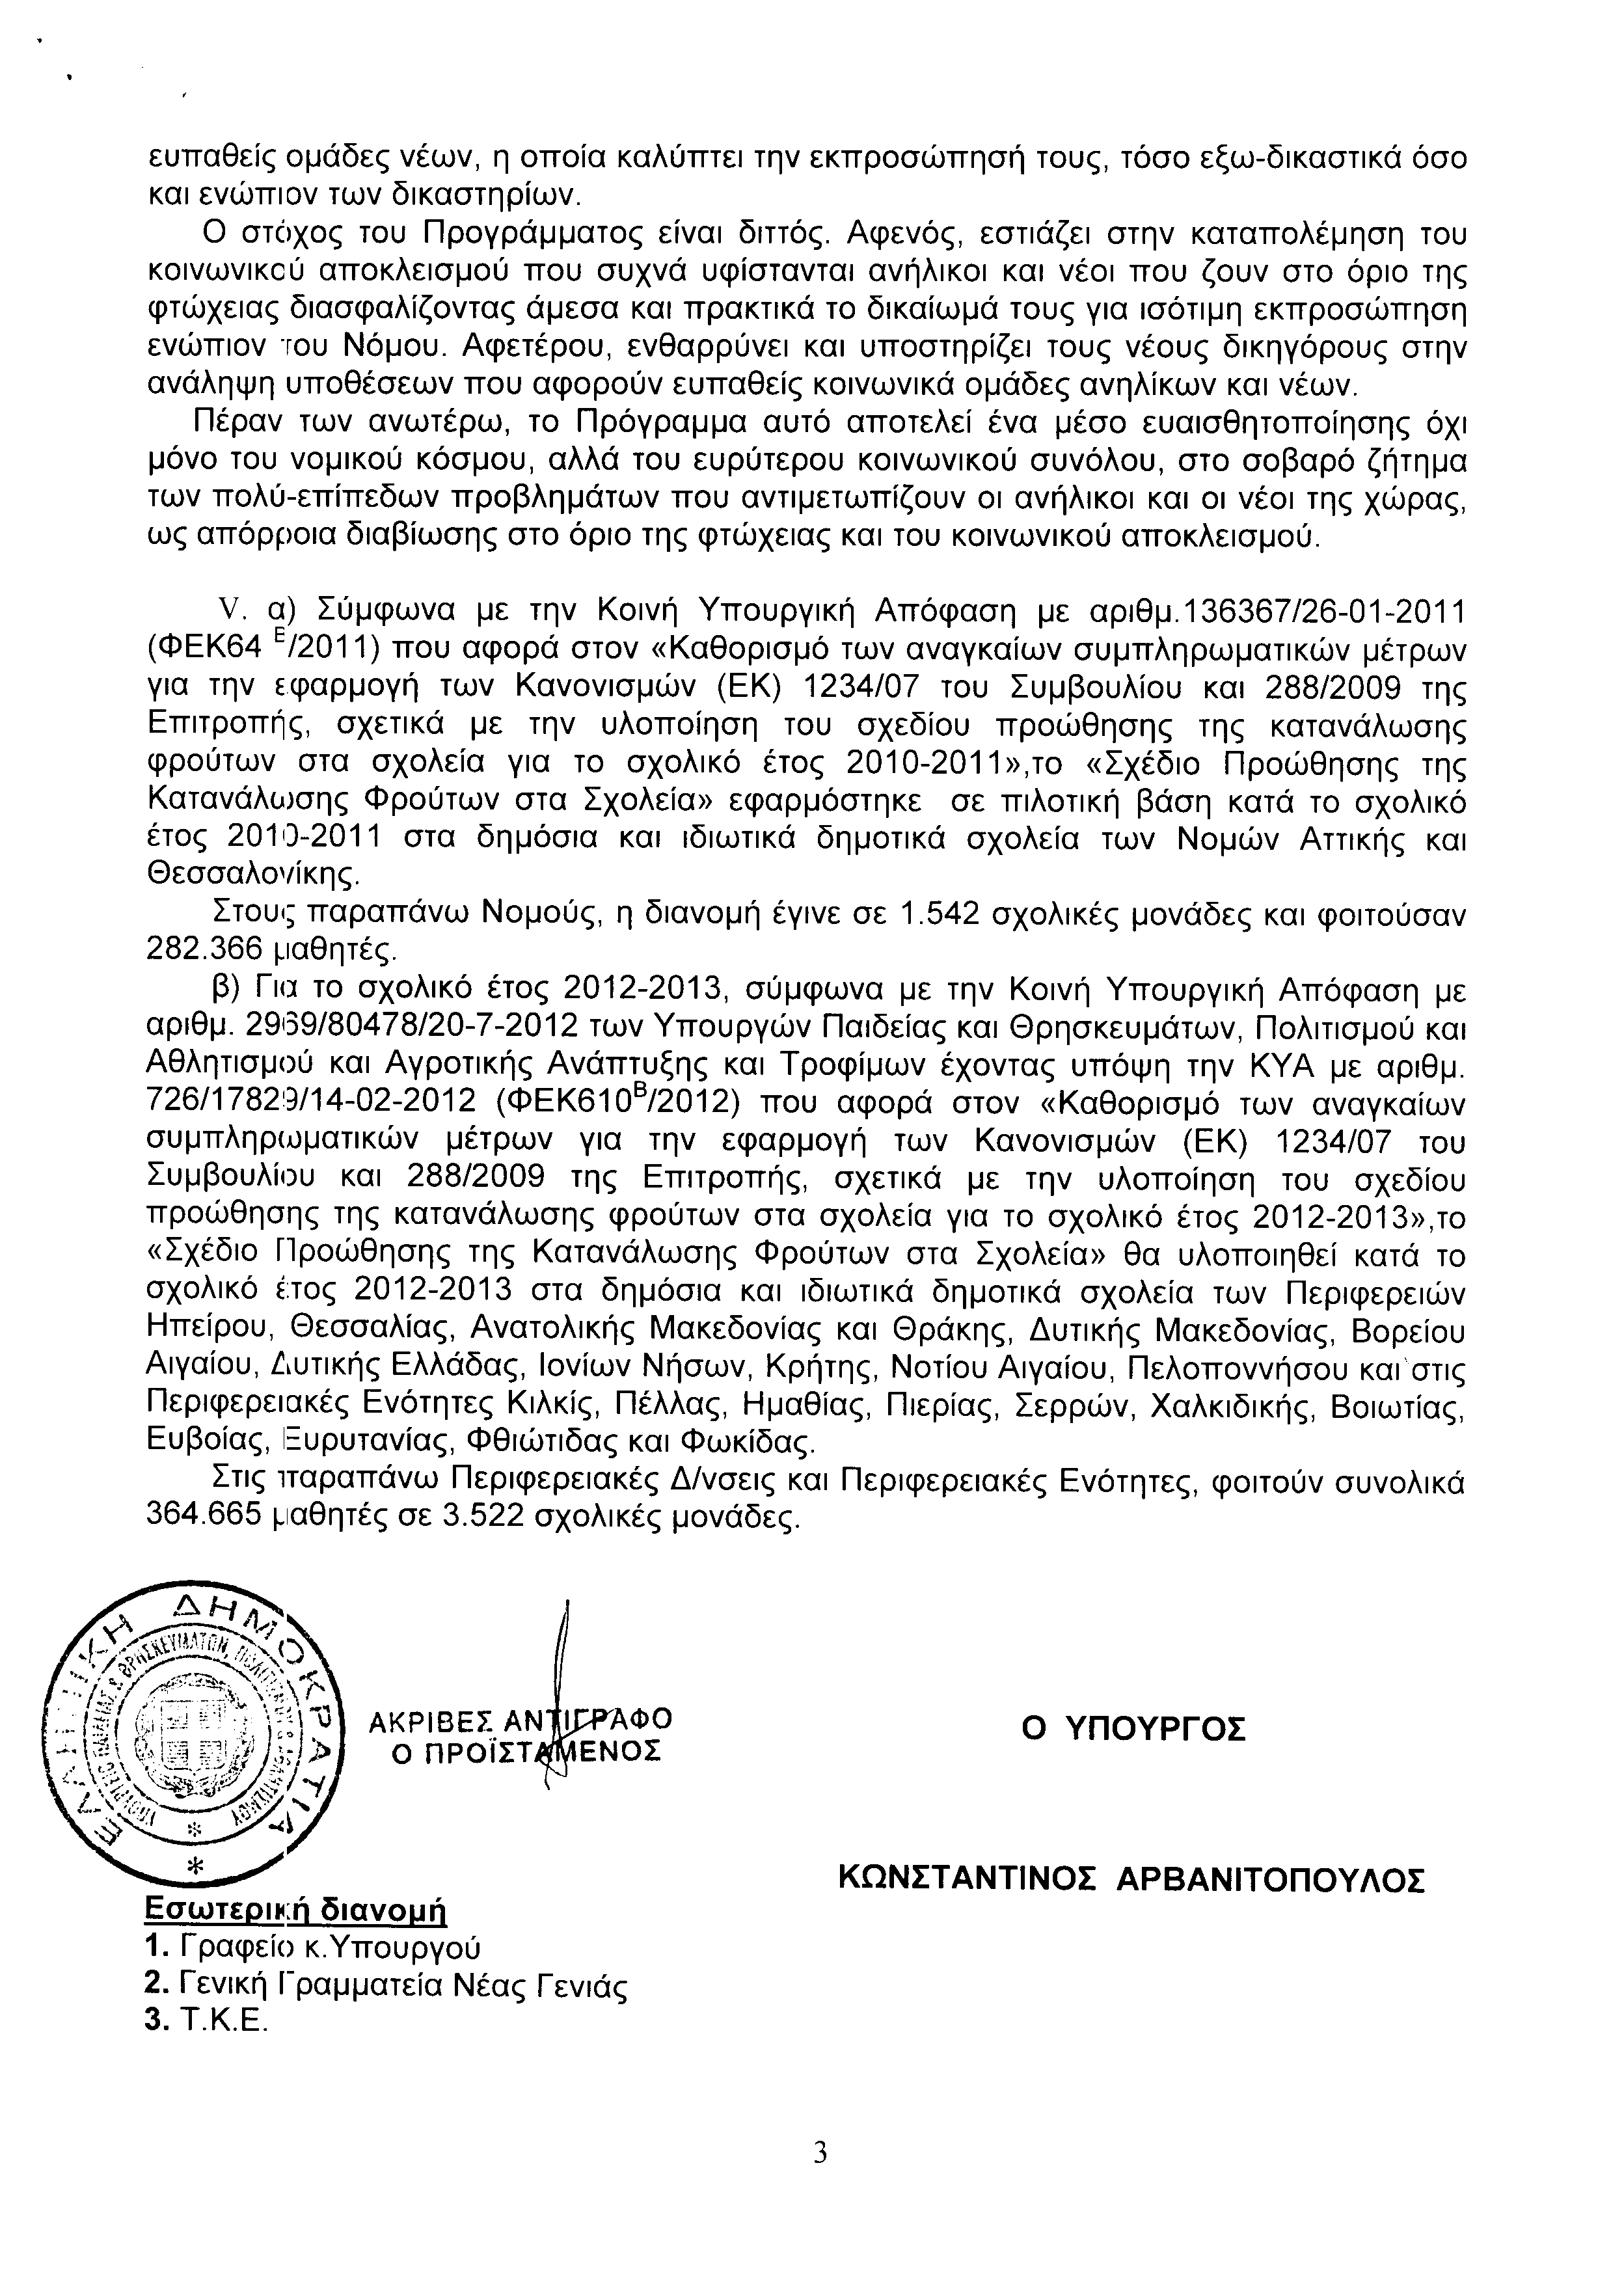 ευπαθείς ομάδες νέων, η οποία καλύπτει την εκπροσώπησή τους, τόσο εξω-δικαστικά όσο
και ενώπιον των δικαστηρίων.
Ο στόχος του Προγράμματος είναι διττός. Αφενός, εστιάζει στην καταπολέμηση του
κοινωνικού αποκλεισμού που συχνά υφίστανται ανήλικοι και νέοι που ζουν στο όριο της
φτώχειας διασφαλίζοντας άμεσα και πρακτικά το δικαίωμά τους για ισότιμη εκπροσώπηση
ενώπιον του Νόμου. Αφετέρου, ενθαρρύνει και υποστηρίζει τους νέους δικηγόρους στην
ανάληψη υποθέσεων που αφορούν ευπαθείς κοινωνικά ομάδες ανηλίκων και νέων.
Πέραν των ανωτέρω, το Πρόγραμμα αυτό αποτελεί ένα μέσο ευαισθητοποίησης όχι
μόνο του νομικού κόσμου, αλλά του ευρύτερου κοινωνικού συνόλου, στο σοβαρό ζήτημα
των πολύ-επίπεδων προβλημάτων που αντιμετωπίζουν οι ανήλικοι και οι νέοι της χώρας,
ως απόρροια διαβίωσης στο όριο της φτώχειας και του κοινωνικού αποκλεισμού.
V. α) Σύμφωνα με την Κοινή Υπουργική Απόφαση με αριθμ.136367/26-01-2011
(ΦΕΚ64 Ε/2011) που αφορά στον «Καθορισμό των αναγκαίων συμπληρωματικών μέτρων
για την εφαρμογή των Κανονισμών (ΕΚ) 1234/07 του Συμβουλίου και 288/2009 της
Επιτροπής, σχετικά με την υλοποίηση του σχεδίου προώθησης της κατανάλωσης
φρούτων στα σχολεία για το σχολικό έτος 2010-2011»,το «Σχέδιο Προώθησης της
Κατανάλωσης Φρούτων στα Σχολεία» εφαρμόστηκε σε πιλοτική βάση κατά το σχολικό
έτος 2010-2011 στα δημόσια και ιδιωτικά δημοτικά σχολεία των Νομών Αττικής και
Θεσσαλονίκης.
Στους παραπάνω Νομούς, η διανομή έγινε σε 1.542 σχολικές μονάδες και φοιτούσαν
282.366 μαθητές.
β) Για το σχολικό έτος 2012-2013, σύμφωνα με την Κοινή Υπουργική Απόφαση με
αριθμ. 2969/80478/20-7-2012 των Υπουργών Παιδείας και Θρησκευμάτων, Πολιτισμού και
Αθλητισμού και Αγροτικής Ανάπτυξης και Τροφίμων έχοντας υπόψη την ΚΥΑ με αριθμ.
726/17829/14-02-2012 (ΦΕΚ610Β/2012) που αφορά στον «Καθορισμό των αναγκαίων
συμπληρωματικών μέτρων για την εφαρμογή των Κανονισμών (ΕΚ) 1234/07 του
Συμβουλίου και 288/2009 της Επιτροπής, σχετικά με την υλοποίηση του σχεδίου
προώθησης της κατανάλωσης φρούτων στα σχολεία για το σχολικό έτος 2012-2013»,το
«Σχέδιο Προώθησης της Κατανάλωσης Φρούτων στα Σχολεία» θα υλοποιηθεί κατά το
σχολικό έτος 2012-2013 στα δημόσια και ιδιωτικά δημοτικά σχολεία των Περιφερειών
Ηπείρου, Θεσσαλίας, Ανατολικής Μακεδονίας και Θράκης, Δυτικής Μακεδονίας, Βορείου
Αιγαίου, Δυτικής Ελλάδας, Ιονίων Νήσων, Κρήτης, Νοτίου Αιγαίου, Πελοποννήσου και στις
Περιφερειακές Ενότητες Κιλκίς, Πέλλας, Ημαθίας, Πιερίας, Σερρών, Χαλκιδικής, Βοιωτίας,
Ευβοίας, Ευρυτανίας, Φθιώτιδας και Φωκίδας.
Στις παραπάνω Περιφερειακές Δ/νσεις και Περιφερειακές Ενότητες, φοιτούν συνολικά
364.665 μαθητές σε 3.522 σχολικές μονάδες.
ΕΛΛΗΝΙΚΗ ΔΗΜΟΚΡΑΤΙΑ
ΥΠΟΥΡΓΕΙΟ ΠΑΙΔΕΙΑΣ & ΘΡΗΣΚΕΥΜΑΤΩΝ, ΠΟΛΙΤΙΣΜΟΥ & ΑΘΛΗΤΙΣΜΟΥ
ΑΚΡΙΒΕΣ ΑΝΤΙΓΡΑΦΟ
Ο ΠΡΟΪΣΤΑΜΕΝΟΣ
Ο ΥΠΟΥΡΓΟΣ
ΚΩΝΣΤΑΝΤΙΝΟΣ ΑΡΒΑΝΙΤΟΠΟΥΛΟΣ
Εσωτερική διανομή
1. Γραφείο κ.Υπουργού
2. Γενική Γραμματεία Νέας Γενιάς
3. Τ.Κ.Ε.
3